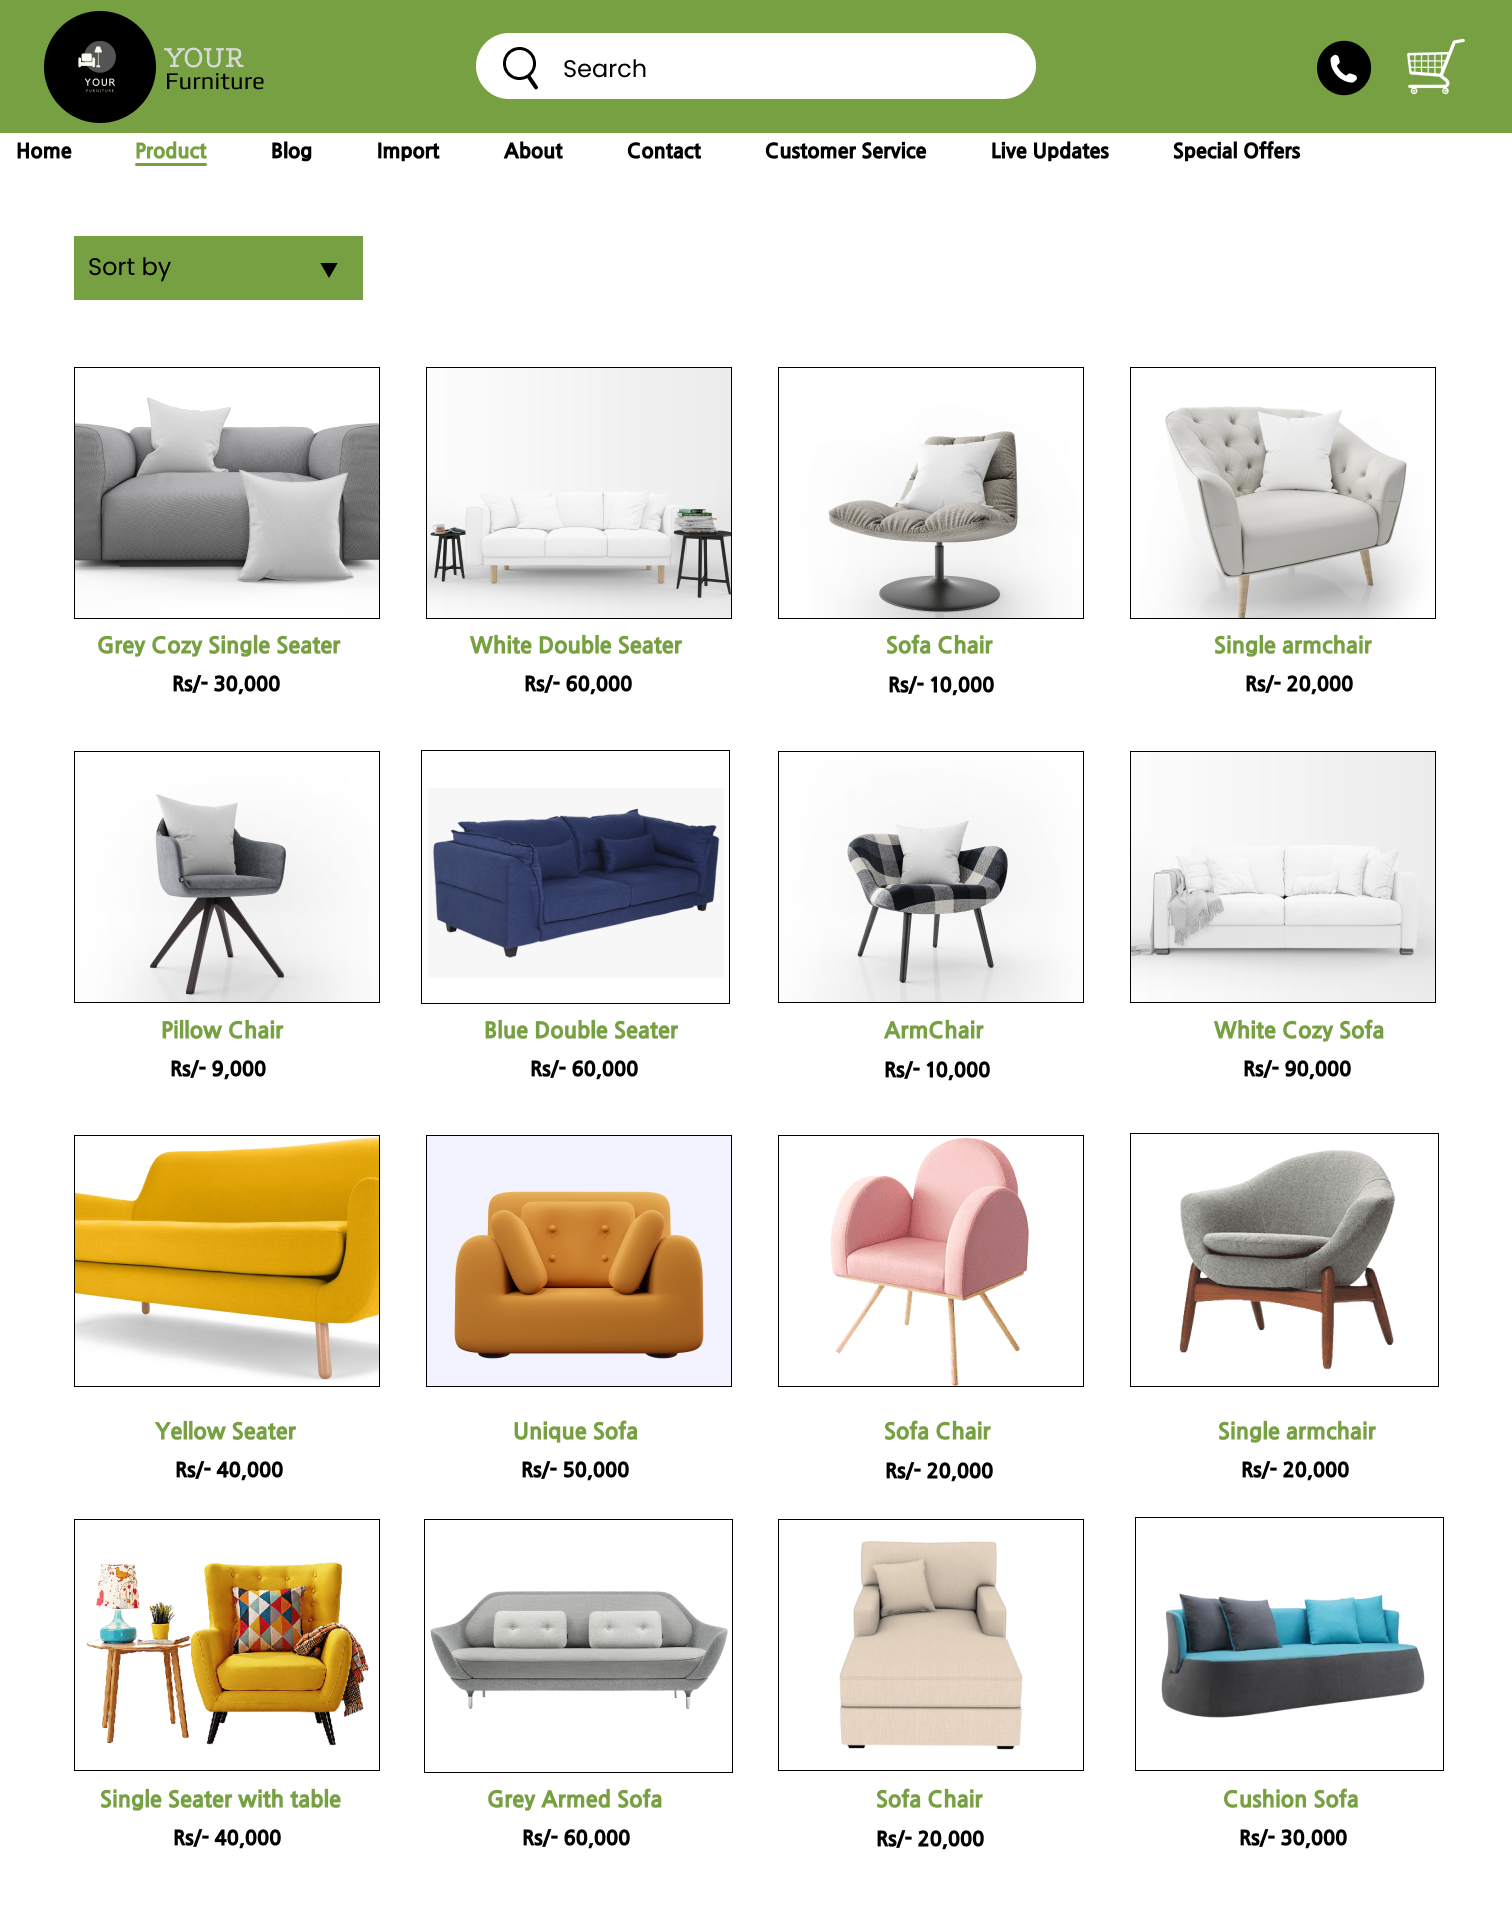 YOUR
FURNITURE
YOUR
Furniture
Search
Home Product Blog Import About Contact Customer Service Live Updates Special Offers
Sort by
Grey Cozy Single Seater White Double Seater Sofa Chair Single armchair
Rs/- 30,000 Rs/- 60,000 Rs/- 10,000 Rs/- 20,000
Pillow Chair Blue Double Seater ArmChair White Cozy Sofa
Rs/- 9,000 Rs/- 60,000 Rs/- 10,000 Rs/- 90,000
Yellow Seater Unique Sofa Sofa Chair Single armchair
Rs/- 40,000 Rs/- 50,000 Rs/- 20,000 Rs/- 20,000
Single Seater with table Grey Armed Sofa Sofa Chair Cushion Sofa
Rs/- 40,000 Rs/- 60,000 Rs/- 20,000 Rs/- 30,000